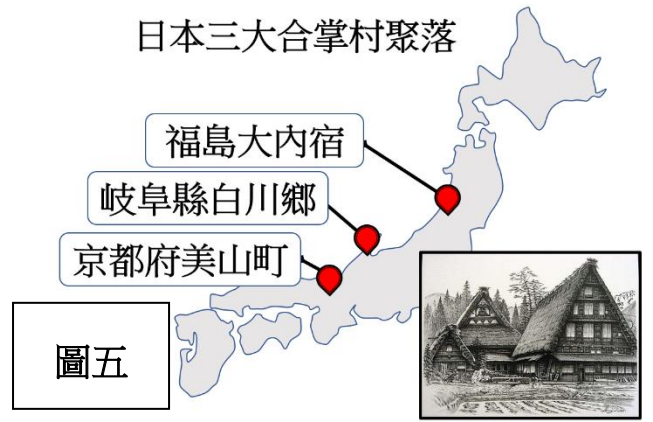 日本三大合掌村聚落
福島大內宿
岐阜縣白川鄉
京都府美山町
圖五